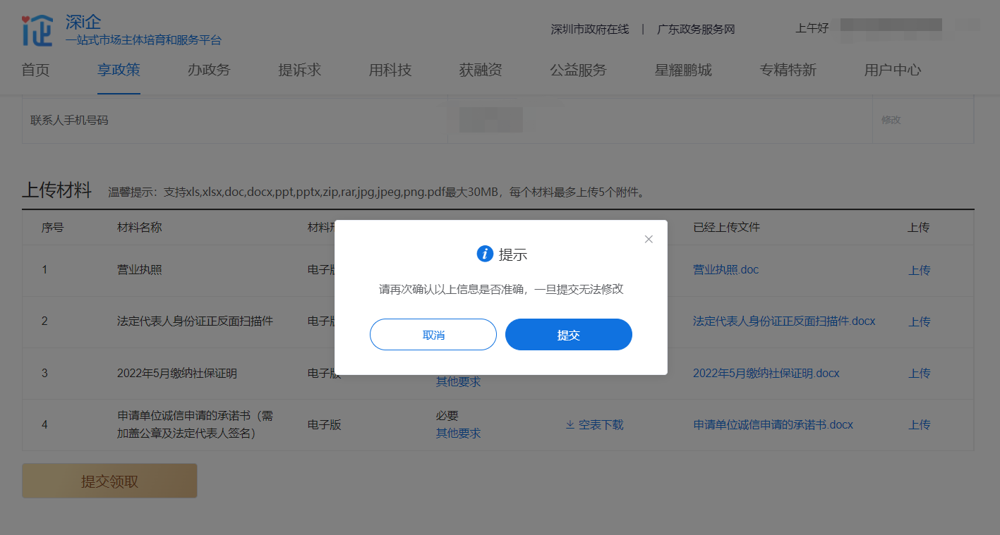 深i企
一站式市场主体培育和服务平台
深圳市政府在线 | 广东政务服务网
上午好
首页 享政策 办政务 提诉求 用科技 获融资 公益服务 星耀鹏城 专精特新 用户中心
联系人手机号码 修改
上传材料 温馨提示：支持xls,xlsx,doc,docx,ppt,pptx,zip,rar,jpg,jpeg,png.pdf最大30MB，每个材料最多上传5个附件。
序号 材料名称 材料形 已经上传文件 上传
1 营业执照 电子版 营业执照.doc 上传
2 法定代表人身份证正反面扫描件 电子版 法定代表人身份证正反面扫描件.docx 上传
3 2022年5月缴纳社保证明 电子版 其他要求 2022年5月缴纳社保证明.docx 上传
4 申请单位诚信申请的承诺书（需
加盖公章及法定代表人签名） 电子版 必要
其他要求 空表下载 申请单位诚信申请的承诺书.docx 上传
提交领取
提示
请再次确认以上信息是否准确，一旦提交无法修改
取消 提交